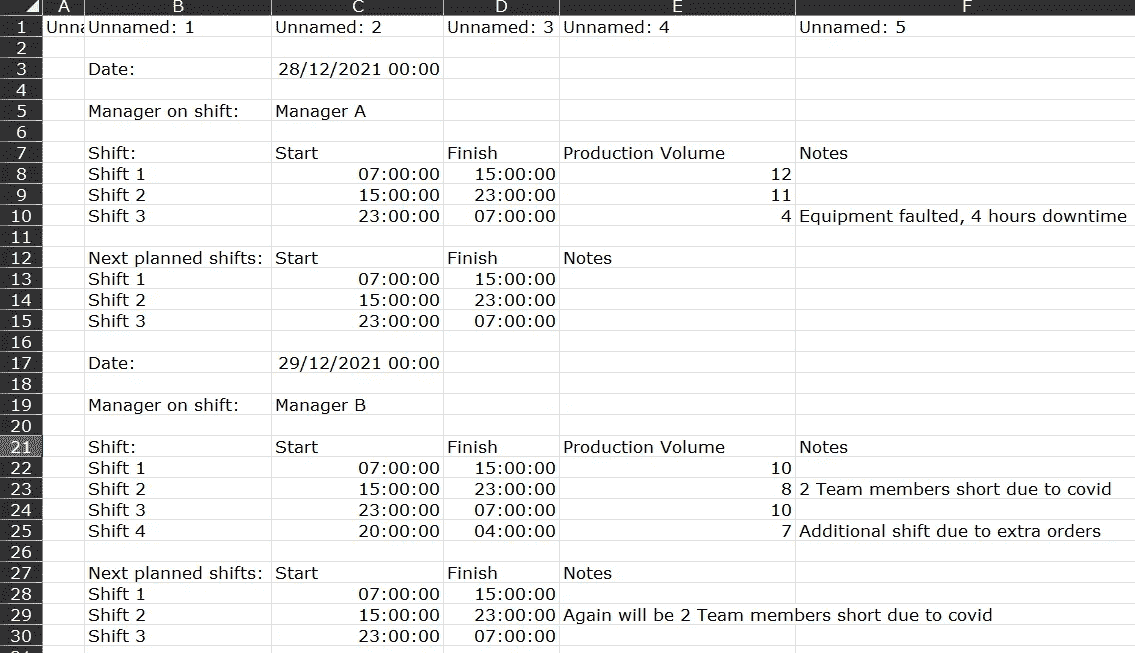 A B C D E F
1 Unna Unnamed: 1 Unnamed: 2 Unnamed: 3 Unnamed: 4 Unnamed: 5
2
3 Date: 28/12/2021 00:00
4
5 Manager on shift: Manager A
6
7 Shift: Start Finish Production Volume Notes
8 Shift 1 07:00:00 15:00:00 12
9 Shift 2 15:00:00 23:00:00 11
10 Shift 3 23:00:00 07:00:00 4 Equipment faulted, 4 hours downtime
11
12 Next planned shifts: Start Finish Notes
13 Shift 1 07:00:00 15:00:00
14 Shift 2 15:00:00 23:00:00
15 Shift 3 23:00:00 07:00:00
16
17 Date: 29/12/2021 00:00
18
19 Manager on shift: Manager B
20
21 Shift: Start Finish Production Volume Notes
22 Shift 1 07:00:00 15:00:00 10
23 Shift 2 15:00:00 23:00:00 8 2 Team members short due to covid
24 Shift 3 23:00:00 07:00:00 10
25 Shift 4 20:00:00 04:00:00 7 Additional shift due to extra orders
26
27 Next planned shifts: Start Finish Notes
28 Shift 1 07:00:00 15:00:00
29 Shift 2 15:00:00 23:00:00 Again will be 2 Team members short due to covid
30 Shift 3 23:00:00 07:00:00